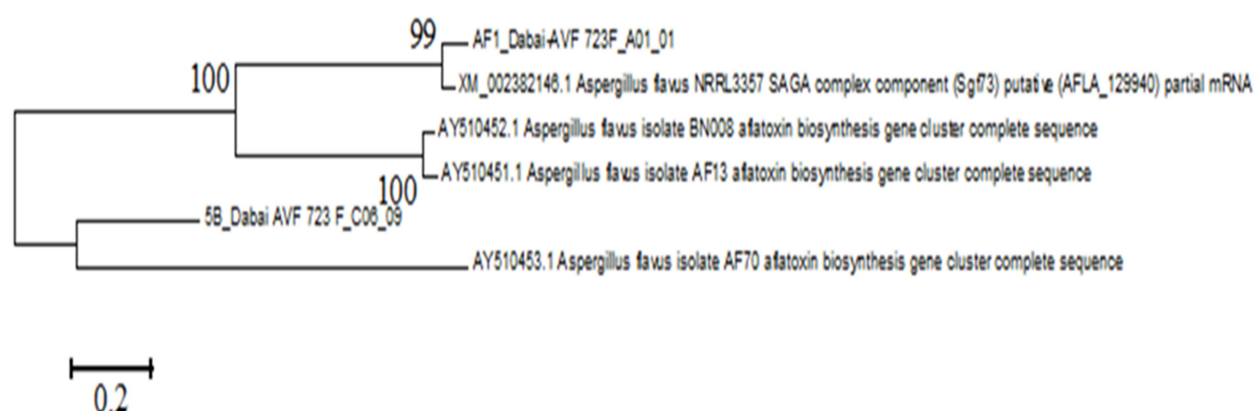 99
AF1_Dabai-AVF 723F_A01_01
100
XM_002382146.1 Aspergillus flavus NRRL3357 SAGA complex component (Sgf73) putative (AFLA_129940) partial mRNA
AY510452.1 Aspergillus flavus isolate BN008 aflatoxin biosynthesis gene cluster complete sequence
AY510451.1 Aspergillus flavus isolate AF13 aflatoxin biosynthesis gene cluster complete sequence
100
5B_Dabai AVF 723 F_C06_09
AY510453.1 Aspergillus flavus isolate AF70 aflatoxin biosynthesis gene cluster complete sequence
0.2